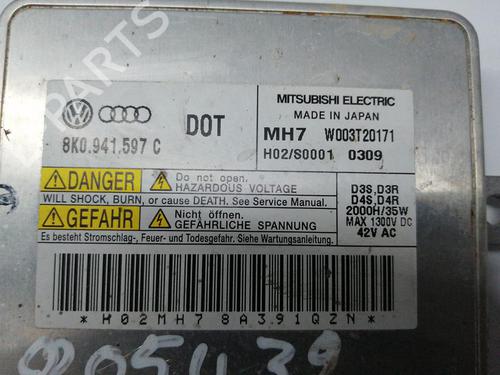 MITSUBISHI ELECTRIC
MADE IN JAPAN
8K0.941.597 C
DOT
MH7 W003T20171
H02/S0001 0309
DANGER
Do not open.
HAZARDOUS VOLTAGE
WILL SHOCK, BURN, or cause DEATH. See Service Manual.
GEFAHR
Nicht öffnen.
GEFÄHRLICHE SPANNUNG
Es besteht Stromschlag-, Feuer- und Todesgefahr. Siehe Wartungsanleitung.
D3S, D3R
D4S, D4R
2000H/35W
MAX 1300V DC
42V AC
*H02MH78A391QZN*
PARTS